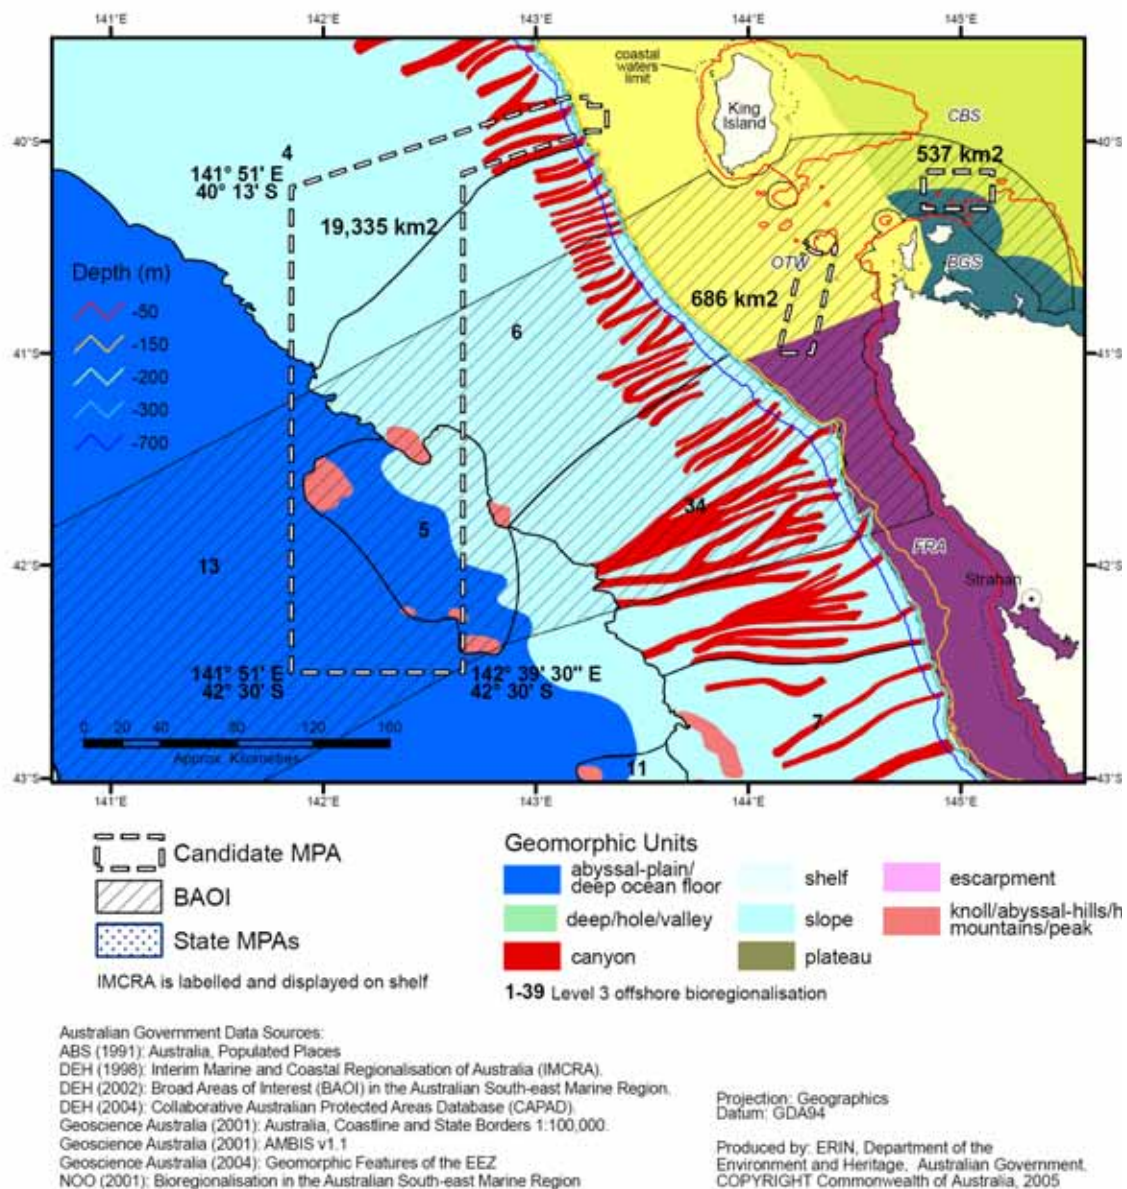 141°E 142°E 143°E 144°E 145°E
coastal
waters
limit
King
Island
CBS
40°S 40°S
4
141° 51' E
40° 13' S
537 km2
19,335 km2
Depth (m)
-50
-150
-200
-300
-700
OTW
BGS
686 km2
6
41°S 41°S
34
5
13
FRA
42°S 42°S
Strahan
141° 51' E
42° 30' S
142° 39' 30" E
42° 30' S
0 20 40 80 120 160
Approx. Kilometres
7
11
43°S 43°S
141°E 142°E 143°E 144°E 145°E
Candidate MPA
BAOI
State MPAs
IMCRA is labelled and displayed on shelf
Geomorphic Units
abyssal-plain/
deep ocean floor
deep/hole/valley
canyon
shelf
slope
plateau
escarpment
knoll/abyssal-hills/h
mountains/peak
1-39 Level 3 offshore bioregionalisation
Australian Government Data Sources:
ABS (1991): Australia, Populated Places
DEH (1998): Interim Marine and Coastal Regionalisation of Australia (IMCRA).
DEH (2002): Broad Areas of Interest (BAOI) in the Australian South-east Marine Region.
DEH (2004): Collaborative Australian Protected Areas Database (CAPAD).
Geoscience Australia (2001): Australia, Coastline and State Borders 1:100,000.
Geoscience Australia (2001): AMBIS v1.1
Geoscience Australia (2004): Geomorphic Features of the EEZ
NOO (2001): Bioregionalisation in the Australian South-east Marine Region
Projection: Geographics
Datum: GDA94
Produced by: ERIN, Department of the
Environment and Heritage, Australian Government.
COPYRIGHT Commonwealth of Australia, 2005